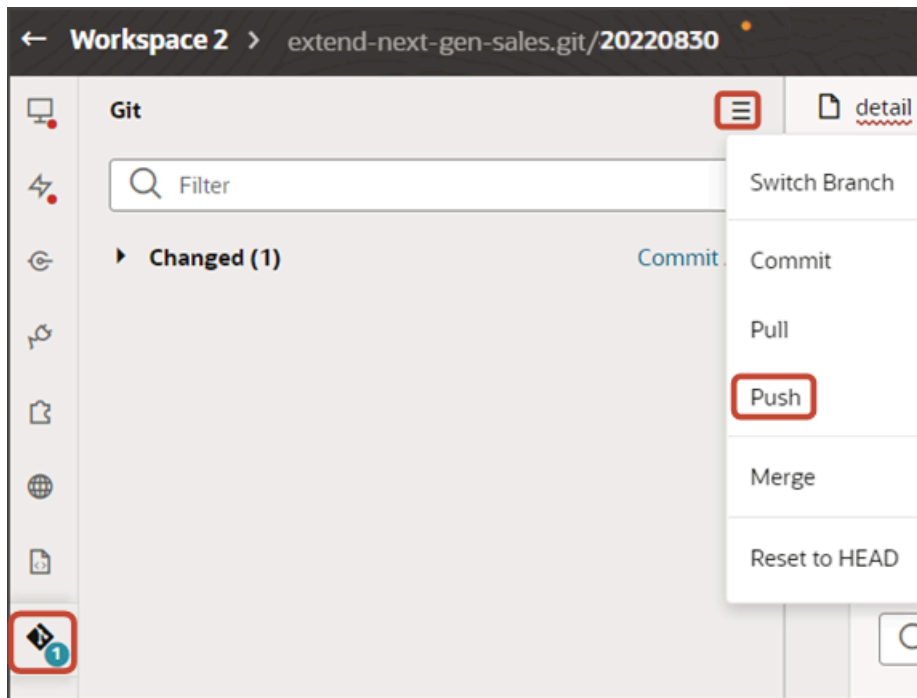 ← Workspace 2 > extend-next-gen-sales.git/20220830
Git
detail
Filter
Switch Branch
Changed (1)
Commit
Commit
Pull
Push
Merge
Reset to HEAD
1